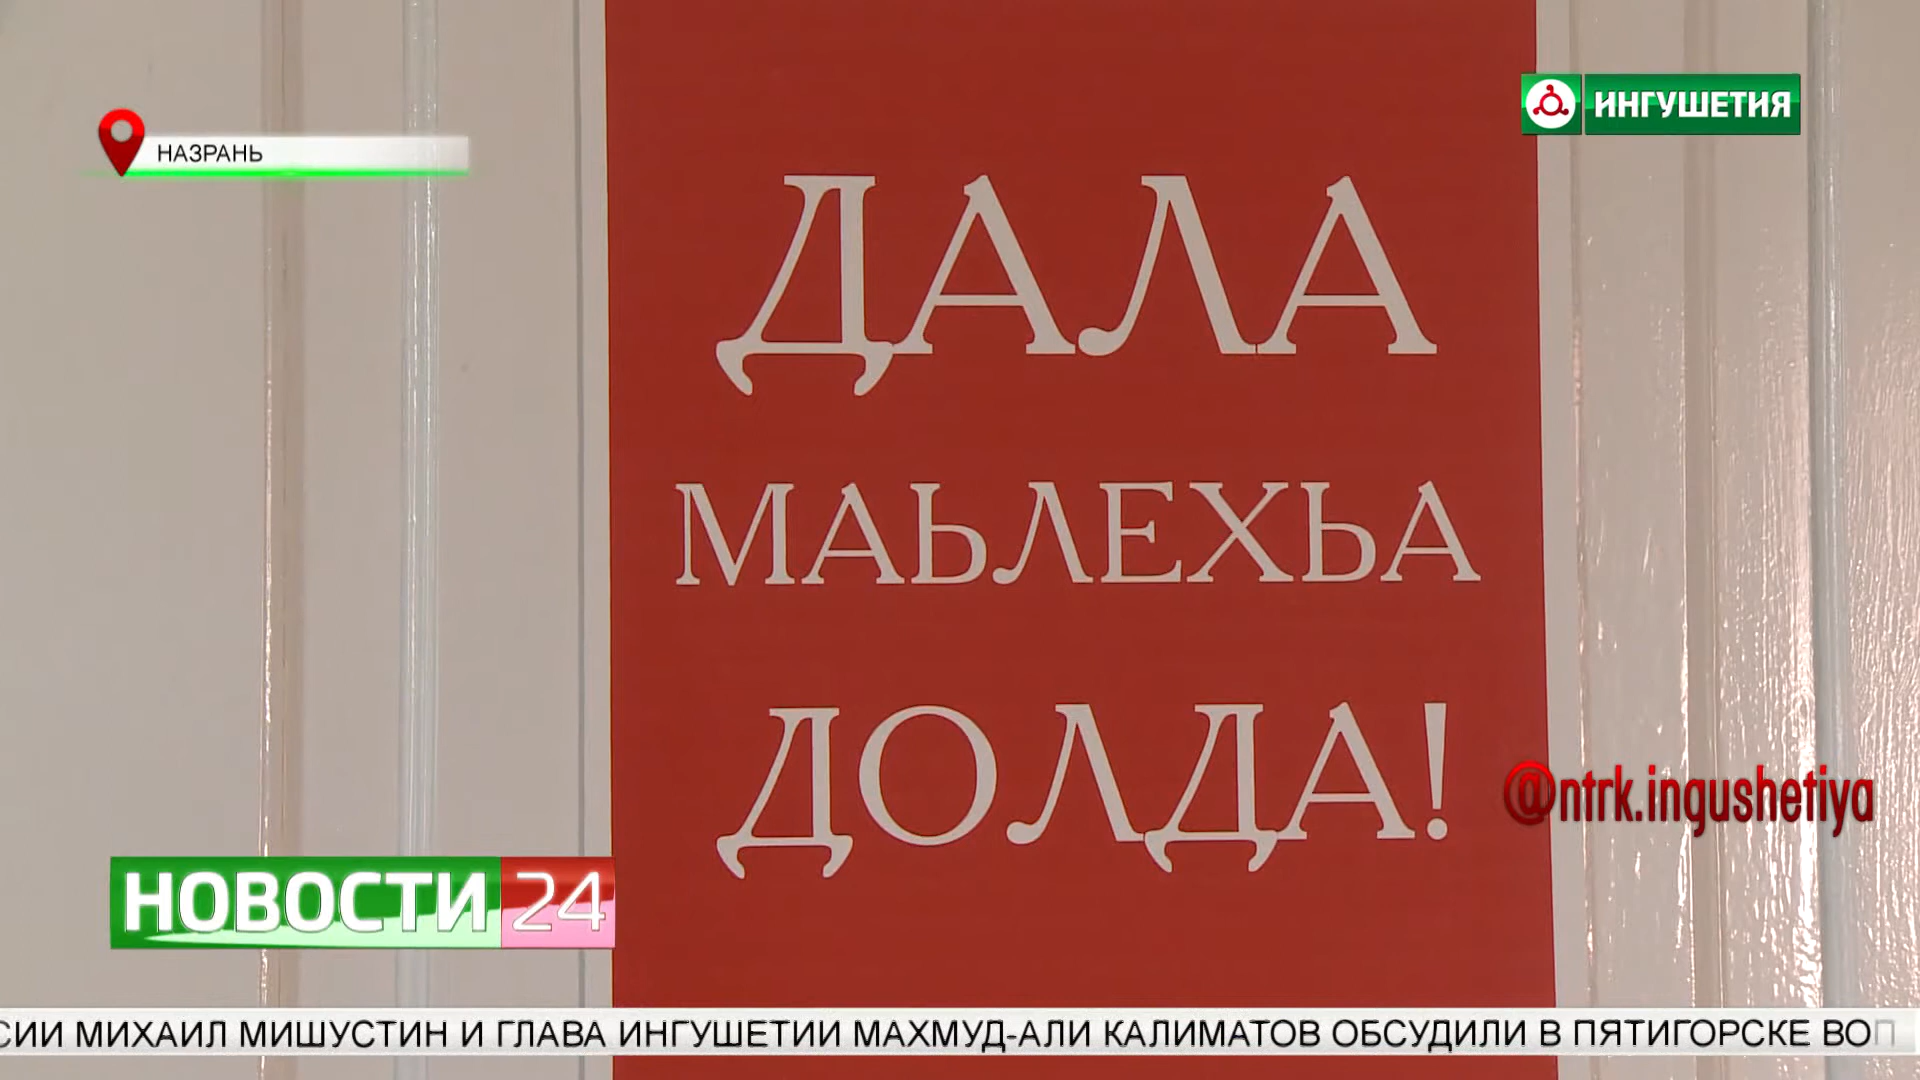 ИНГУШЕТИЯ
НАЗРАНЬ
ДАЛА
МАЬЛЕХЬА
ДОЛДА!
@ntrk.ingushetiya
НОВОСТИ 24
СИИ МИХАИЛ МИШУСТИН И ГЛАВА ИНГУШЕТИИ МАХМУД-АЛИ КАЛИМАТОВ ОБСУДИЛИ В ПЯТИГОРСКЕ ВОП